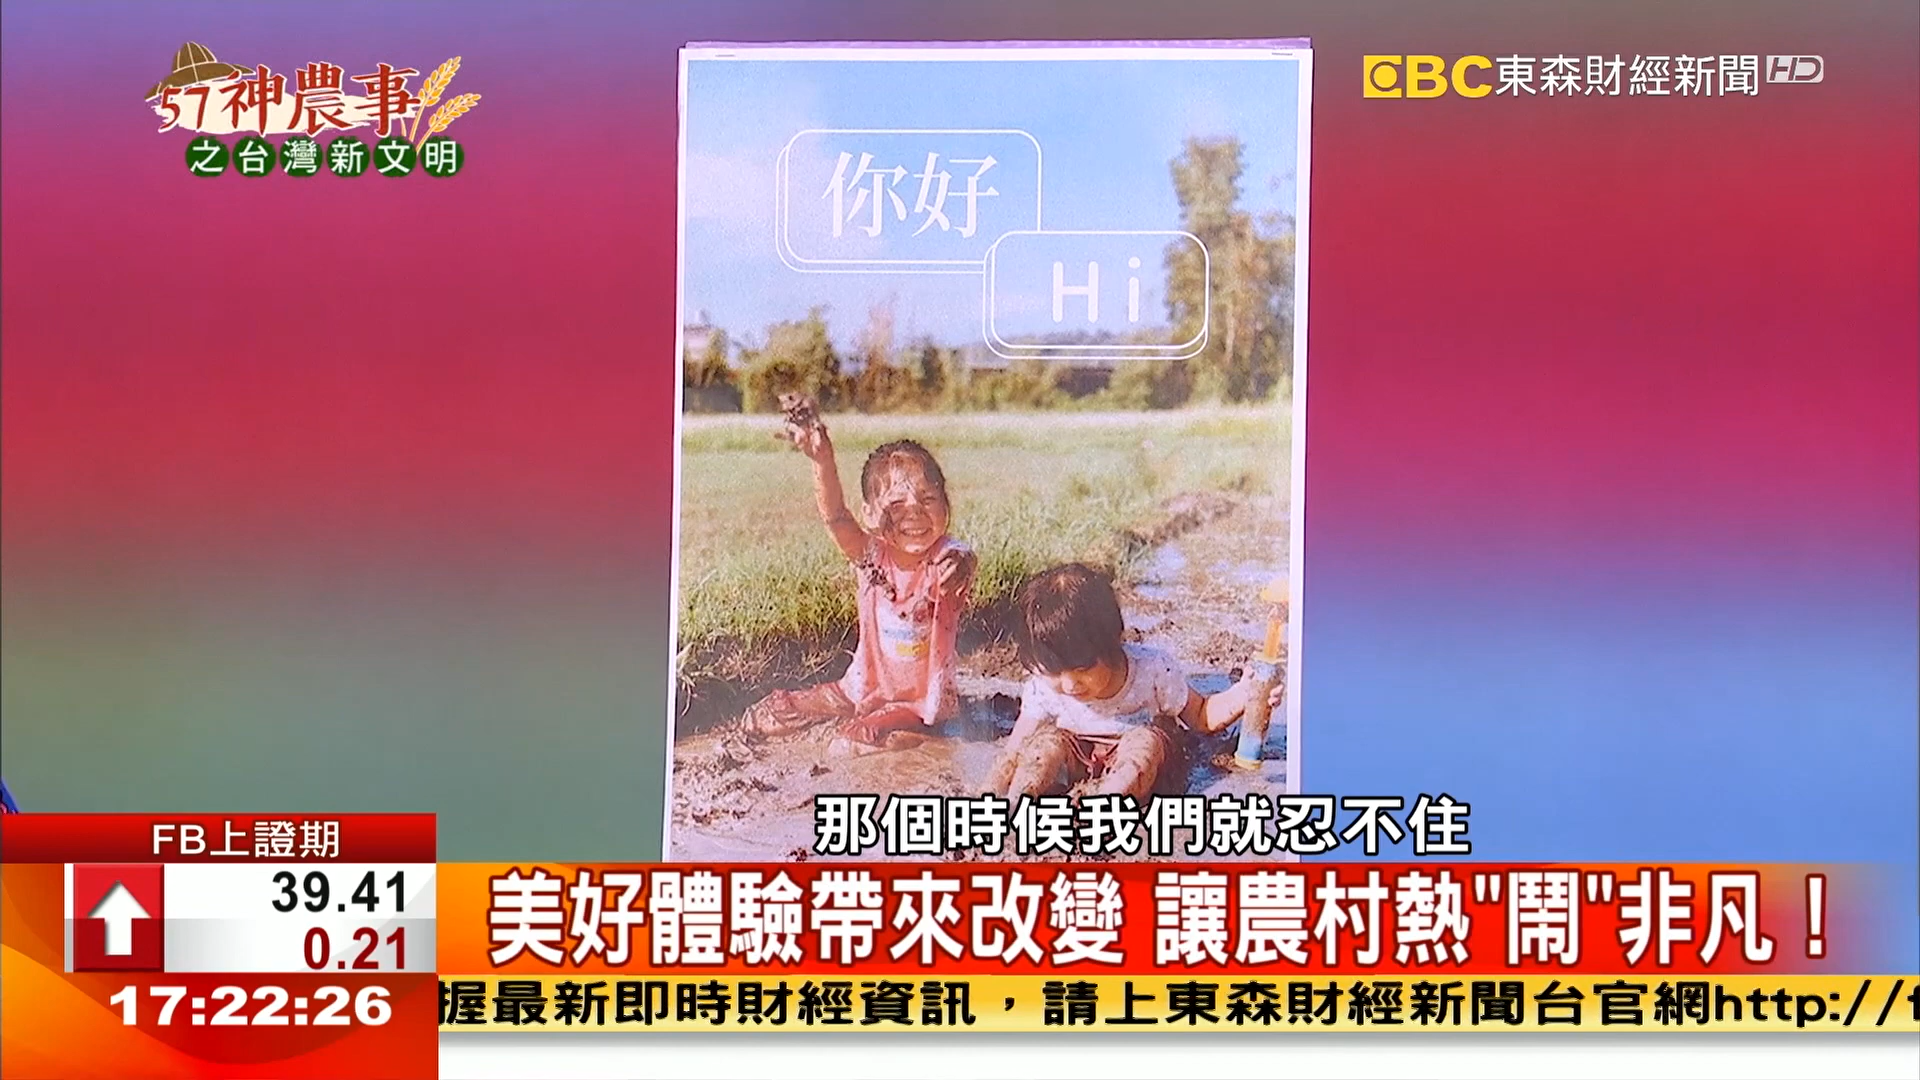 57神農事
之台灣新文明
EBC東森財經新聞HD
你好
Hi
那個時候我們就忍不住
FB上證期
39.41
0.21
美好體驗帶來改變 讓農村熱"鬧"非凡！
17:22:26
握最新即時財經資訊，請上東森財經新聞台官網http://f